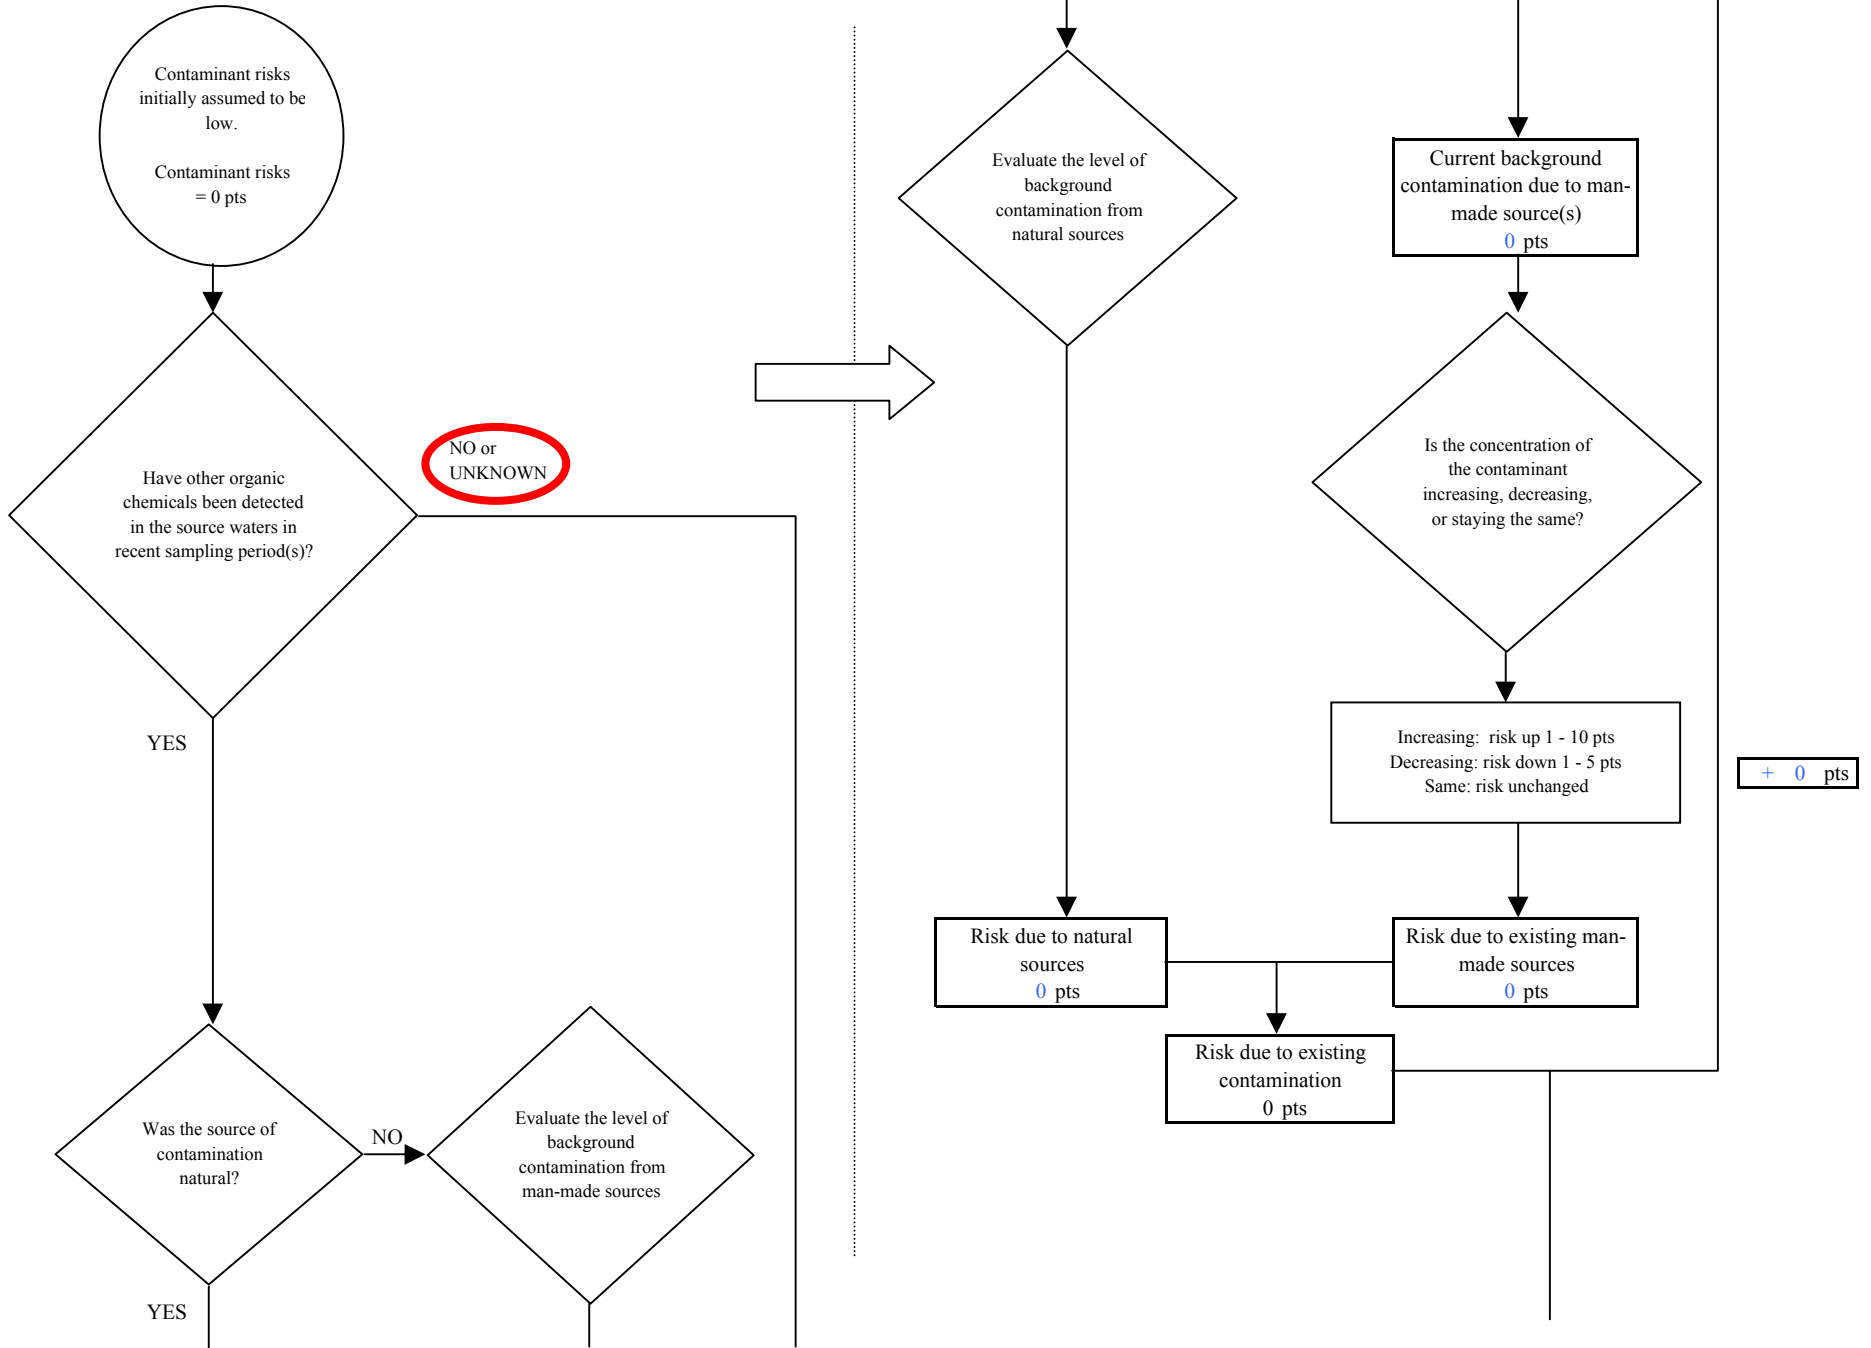 Contaminant risks
initially assumed to be
low.
Contaminant risks
= 0 pts
Have other organic
chemicals been detected
in the source waters in
recent sampling period(s)?
NO or
UNKNOWN
YES
Was the source of
contamination
natural?
NO
Evaluate the level of
background
contamination from
man-made sources
YES
Evaluate the level of
background
contamination from
natural sources
Current background
contamination due to man-
made source(s)
0 pts
Is the concentration of
the contaminant
increasing, decreasing,
or staying the same?
Increasing: risk up 1 - 10 pts
Decreasing: risk down 1 - 5 pts
Same: risk unchanged
+ 0 pts
Risk due to natural
sources
0 pts
Risk due to existing man-
made sources
0 pts
Risk due to existing
contamination
0 pts